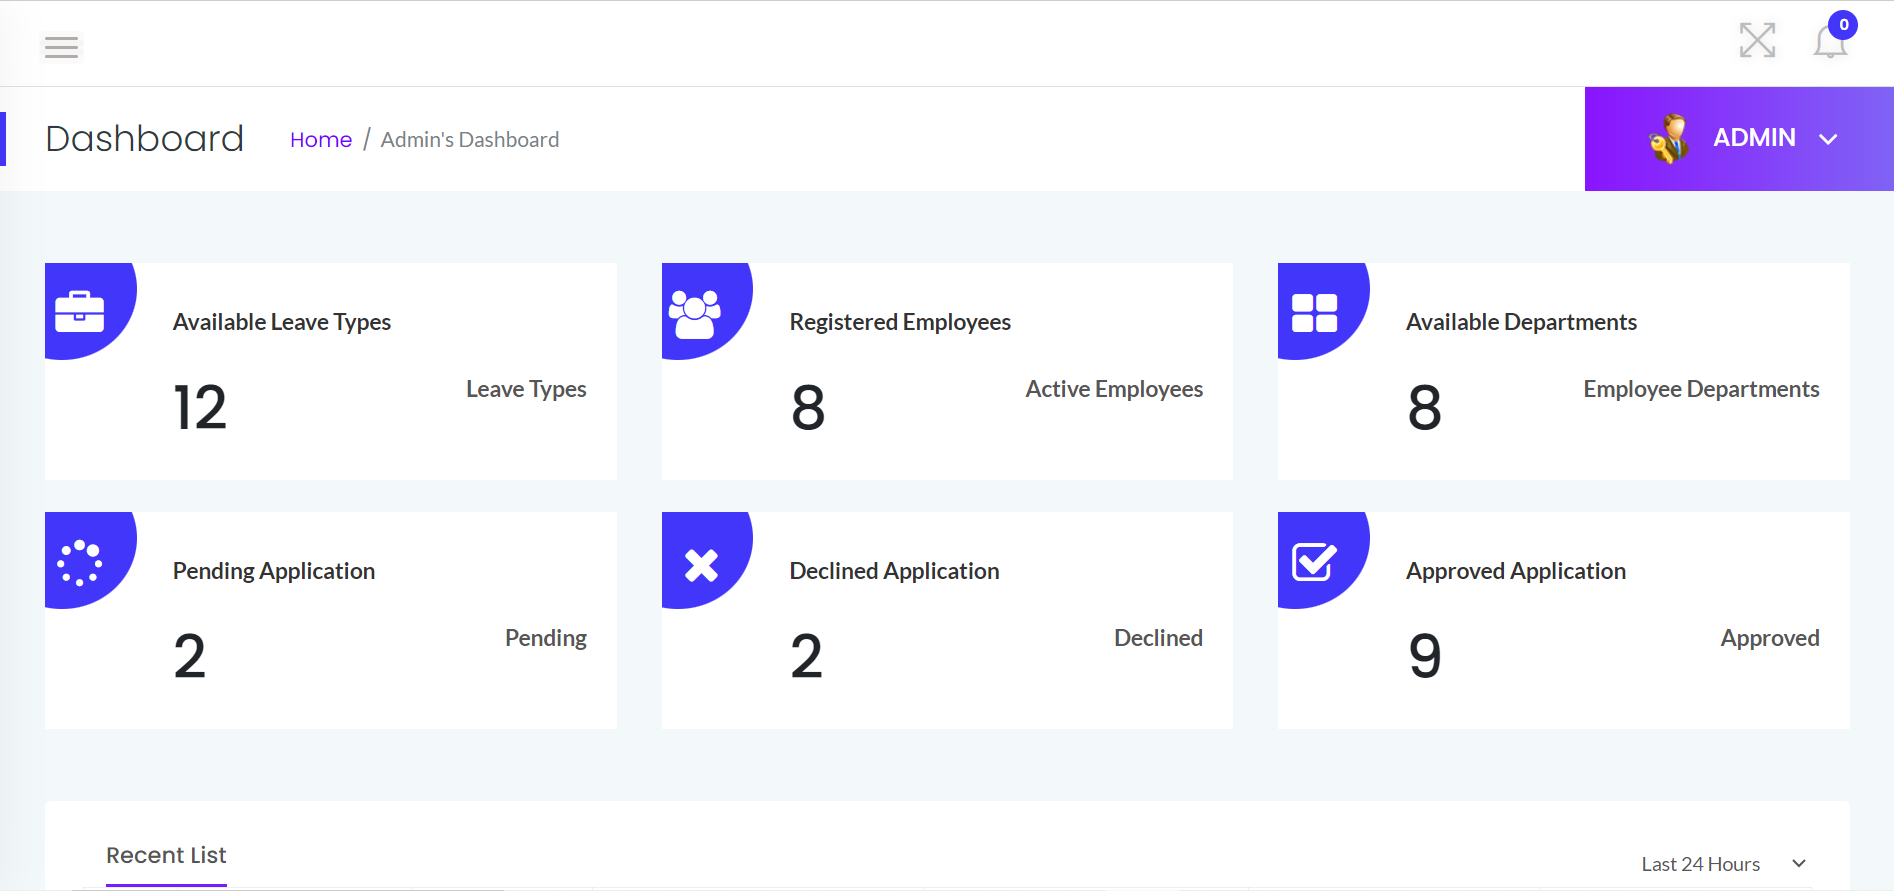 0
Dashboard
Home / Admin's Dashboard
ADMIN
Available Leave Types
12
Leave Types
Registered Employees
8
Active Employees
Available Departments
8
Employee Departments
Pending Application
2
Pending
Declined Application
2
Declined
Approved Application
9
Approved
Recent List
Last 24 Hours